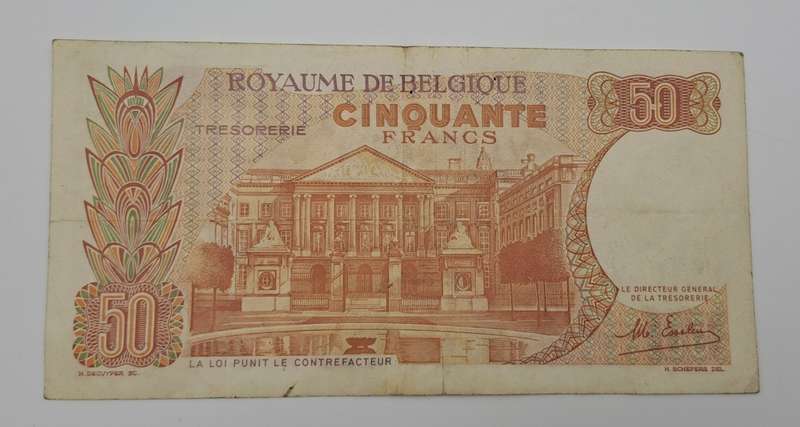 ROYAUME DE BELGIQUE
CINQUANTE
FRANCS
TRESORERIE
50
50
LE DIRECTEUR GENERAL
DE LA TRESORERIE
LA LOI PUNIT LE CONTREFACTEUR
H. DECUYPER SC.
H. SCHEPERS DEL.